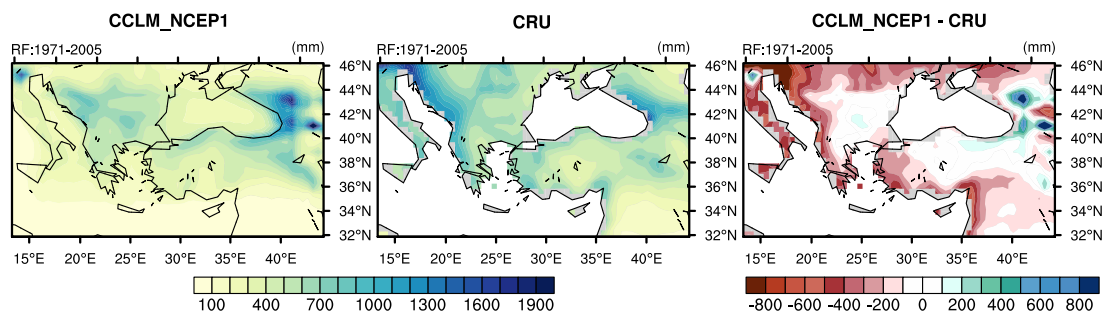 CCLM_NCEP1
CRU
CCLM_NCEP1 - CRU
RF:1971-2005 (mm)
RF:1971-2005 (mm)
RF:1971-2005 (mm)
46°N
44°N
42°N
40°N
38°N
36°N
34°N
32°N
46°N
44°N
42°N
40°N
38°N
36°N
34°N
32°N
46°N
44°N
42°N
40°N
38°N
36°N
34°N
32°N
15°E 20°E 25°E 30°E 35°E 40°E
15°E 20°E 25°E 30°E 35°E 40°E
15°E 20°E 25°E 30°E 35°E 40°E
100 400 700 1000 1300 1600 1900
-800 -600 -400 -200 0 200 400 600 800